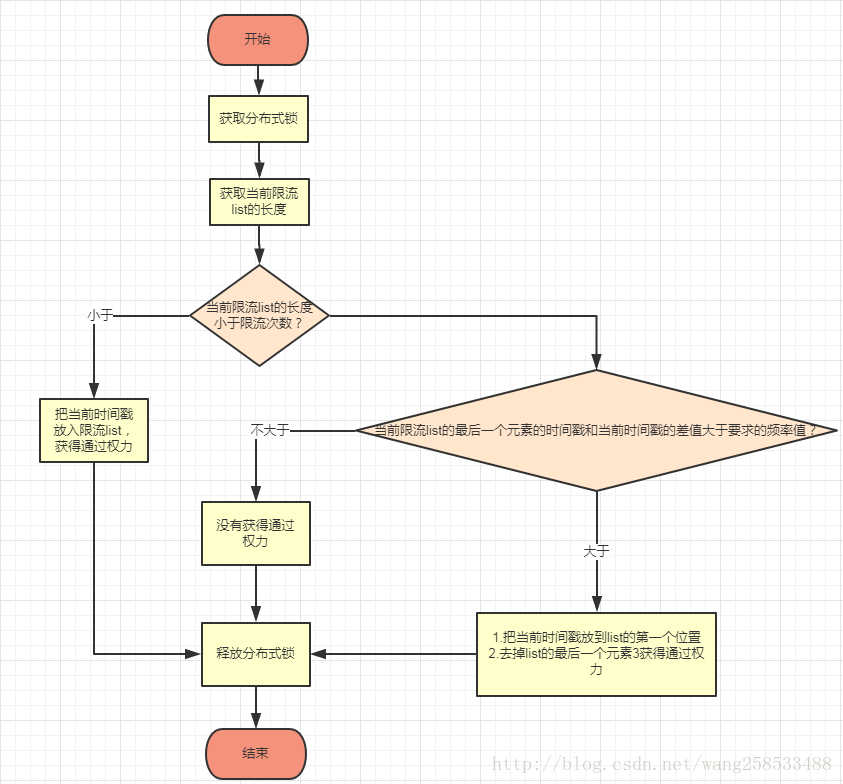 开始
获取分布式锁
获取当前限流
list的长度
当前限流list的长度
小于限流次数？
小于
把当前时间戳
放入限流list，
获得通过权力
当前限流list的最后一个元素的时间戳和当前时间戳的差值大于要求的频率值？
不大于
没有获得通过
权力
大于
1.把当前时间戳放到list的第一个位置
2.去掉list的最后一个元素3获得通过权
力
释放分布式锁
结束
http://blog.csdn.net/wang258533488